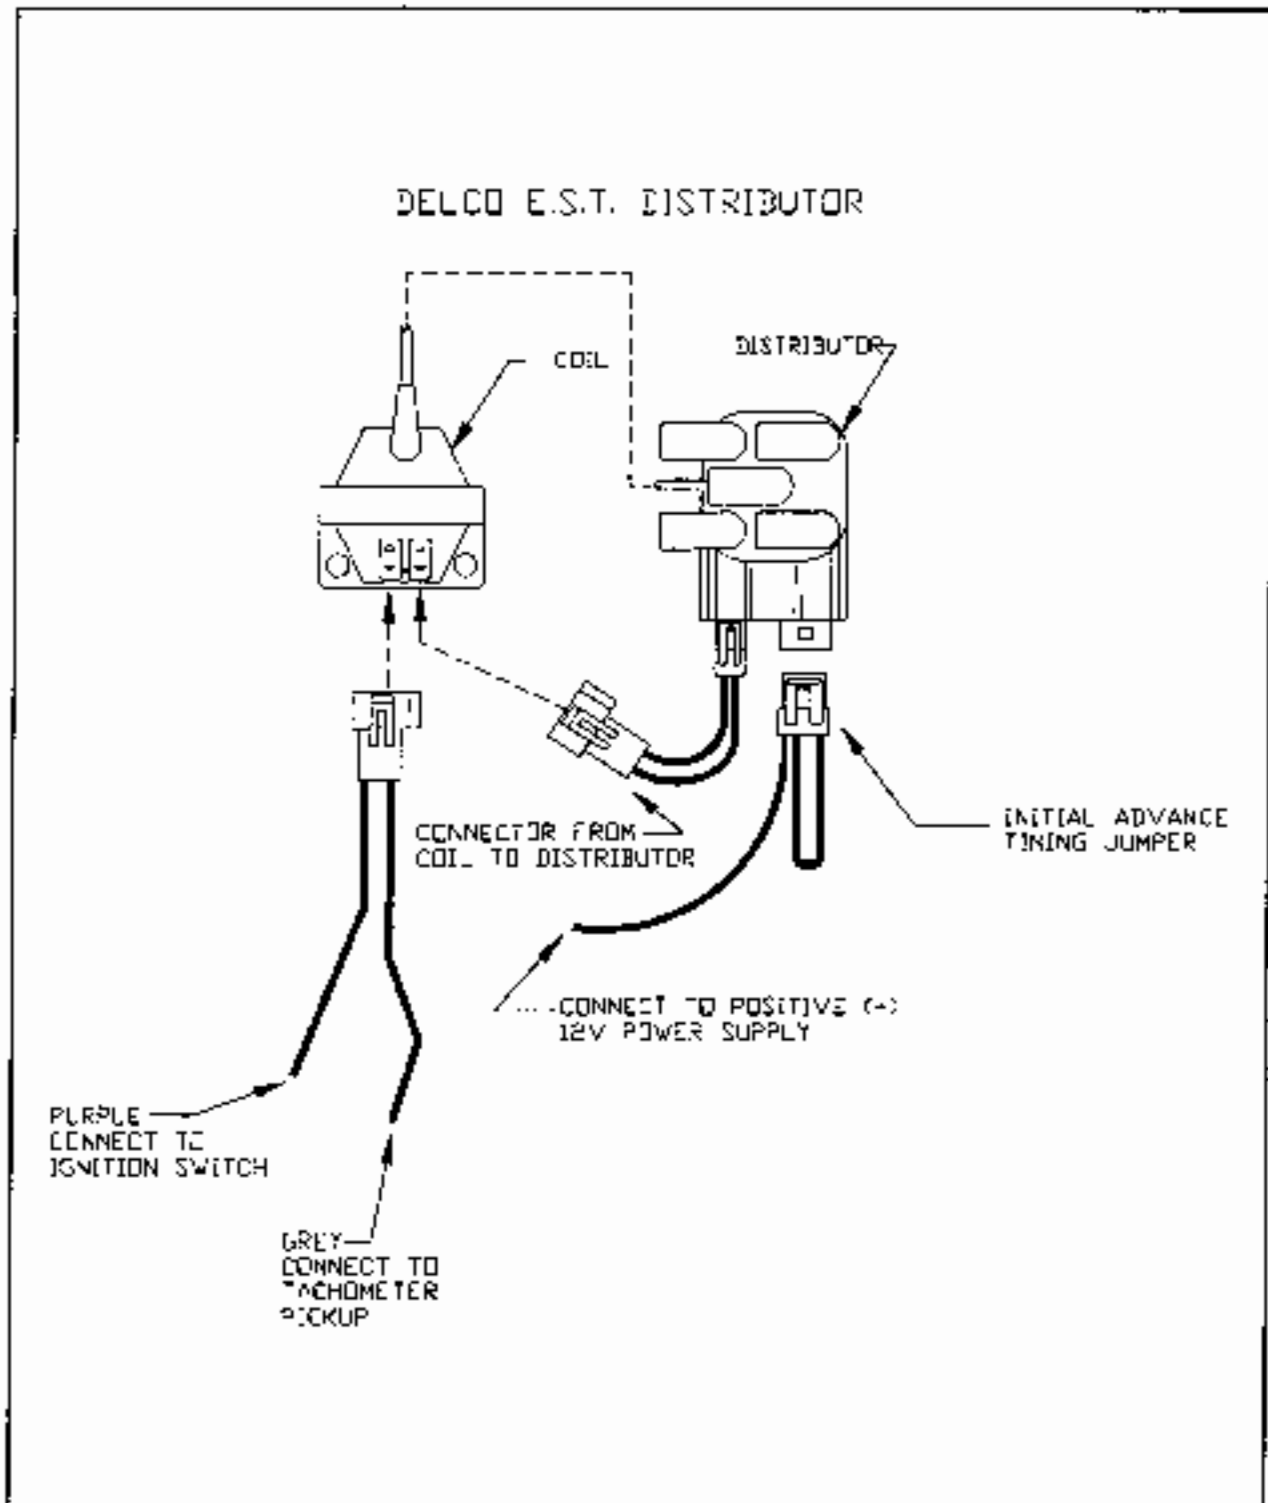 DELCO E.S.T. DISTRIBUTOR
COIL
DISTRIBUTOR
CONNECTOR FROM
COIL TO DISTRIBUTOR
INITIAL ADVANCE
TIMING JUMPER
CONNECT TO POSITIVE (+)
12V POWER SUPPLY
PURPLE
CONNECT TO
IGNITION SWITCH
GREY
CONNECT TO
TACHOMETER
PICKUP